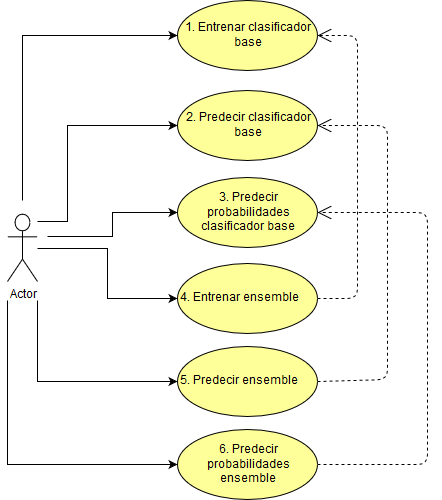 1. Entrenar clasificador
base
2. Predecir clasificador
base
3. Predecir
probabilidades
clasificador base
4. Entrenar ensemble
Actor
5. Predecir ensemble
6. Predecir
probabilidades
ensemble